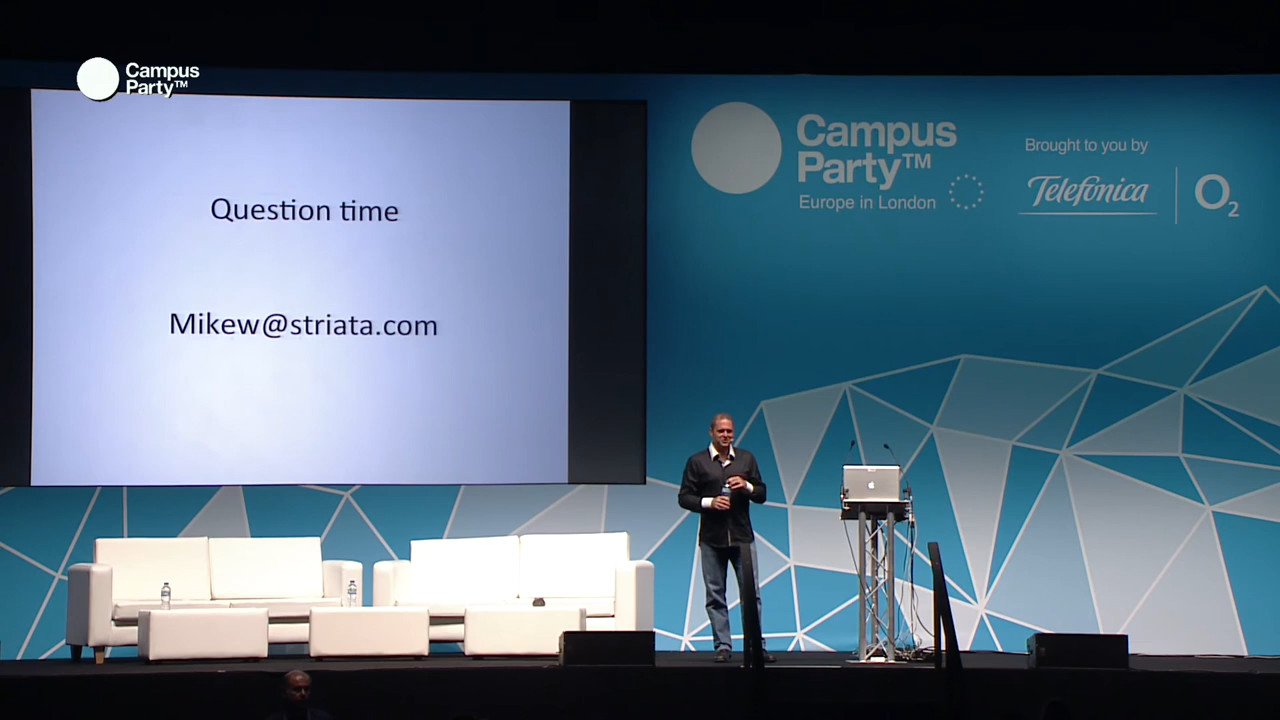 Campus
Party™
Question time
Mikew@striata.com
Campus
Party™
Europe in London
Brought to you by
Telefónica
O2